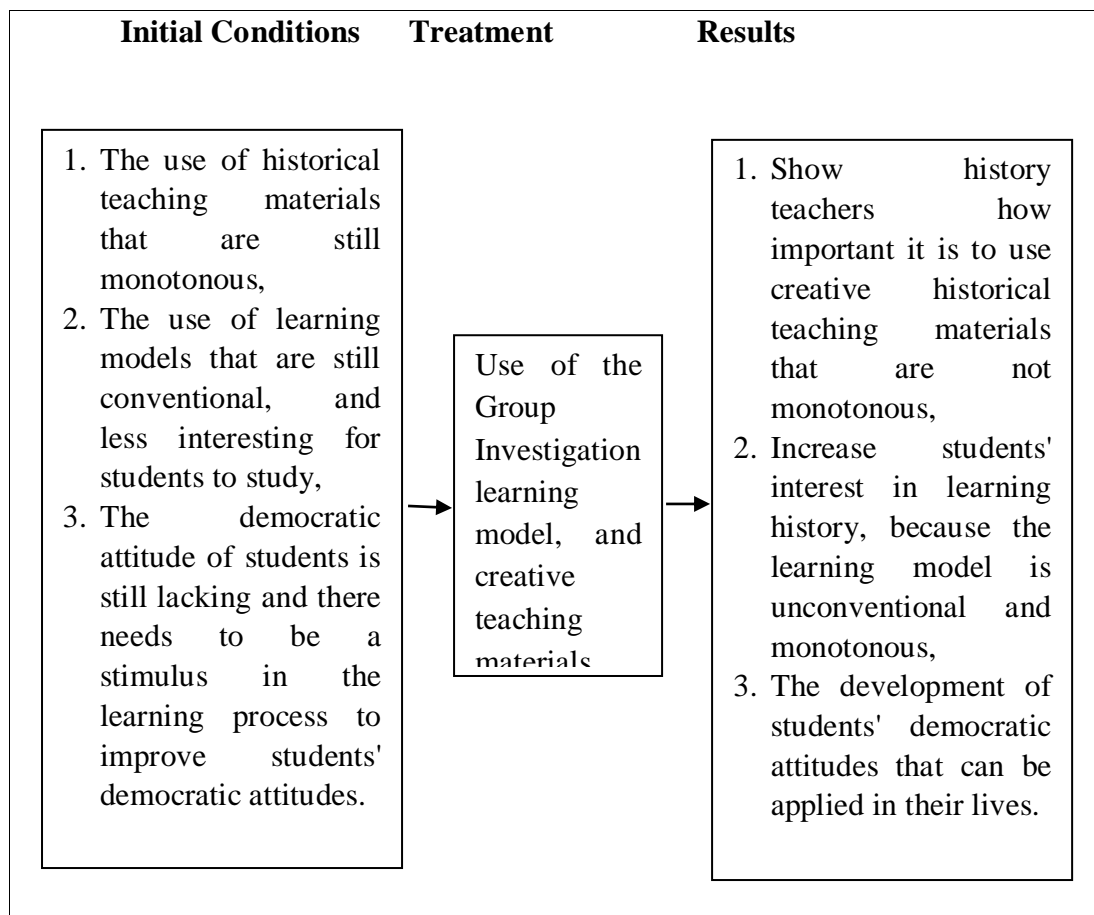 Initial Conditions Treatment Results
1. The use of historical
teaching materials
that are still
monotonous,
2. The use of learning
models that are still
conventional, and
less interesting for
students to study,
3. The democratic
attitude of students is
still lacking and there
needs to be a
stimulus in the
learning process to
improve students'
democratic attitudes.
Use of the
Group
Investigation
learning
model, and
creative
teaching
materials
1. Show history
teachers how
important it is to use
creative historical
teaching materials
that are not
monotonous,
2. Increase students'
interest in learning
history, because the
learning model is
unconventional and
monotonous,
3. The development of
students' democratic
attitudes that can be
applied in their lives.